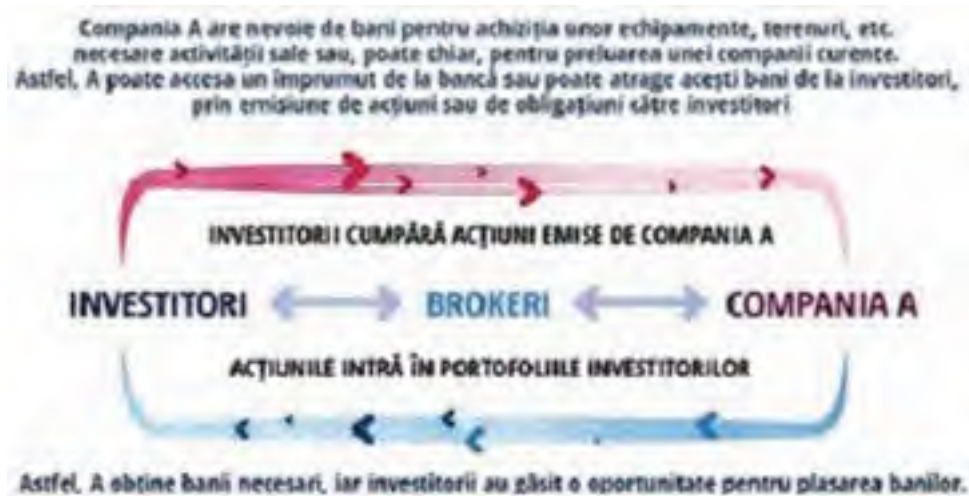 Compania A are nevoie de bani pentru achiziția unor echipamente, terenuri, etc.
necesare activității sale sau, poate chiar, pentru preluarea unei companii curente.
Astfel, A poate accesa un împrumut de la bancă sau poate atrage acești bani de la investitori,
prin emisiune de acțiuni sau de obligațiuni către investitori
INVESTITORII CUMPĂRĂ ACȚIUNI EMISE DE COMPANIA A
INVESTITORI BROKERI COMPANIA A
ACȚIUNILE INTRĂ ÎN PORTOFOLIILE INVESTITORILOR
Astfel, A obține banii necesari, iar investitorii au găsit o oportunitate pentru plasarea banilor.